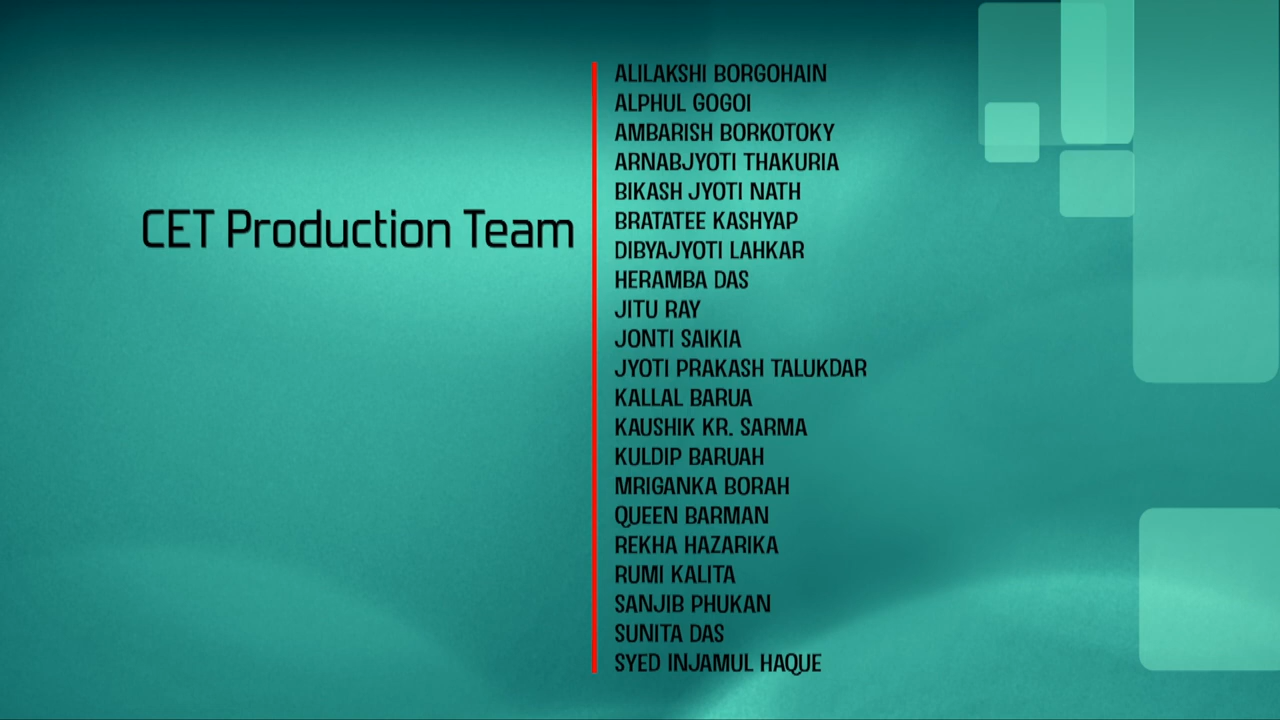 CET Production Team
ALILAKSHI BORGOHAIN
ALPHUL GOGOI
AMBARISH BORKOTOKY
ARNABJYOTI THAKURIA
BIKASH JYOTI NATH
BRATATEE KASHYAP
DIBYAJYOTI LAHKAR
HERAMBA DAS
JITU RAY
JONTI SAIKIA
JYOTI PRAKASH TALUKDAR
KALLAL BARUA
KAUSHIK KR. SARMA
KULDIP BARUAH
MRIGANKA BORAH
QUEEN BARMAN
REKHA HAZARIKA
RUMI KALITA
SANJIB PHUKAN
SUNITA DAS
SYED INJAMUL HAQUE